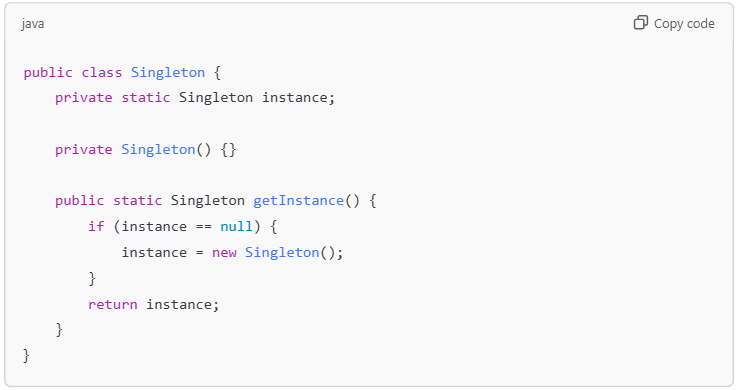 java
Copy code
public class Singleton {
    private static Singleton instance;

    private Singleton() {}

    public static Singleton getInstance() {
        if (instance == null) {
            instance = new Singleton();
        }
        return instance;
    }
}